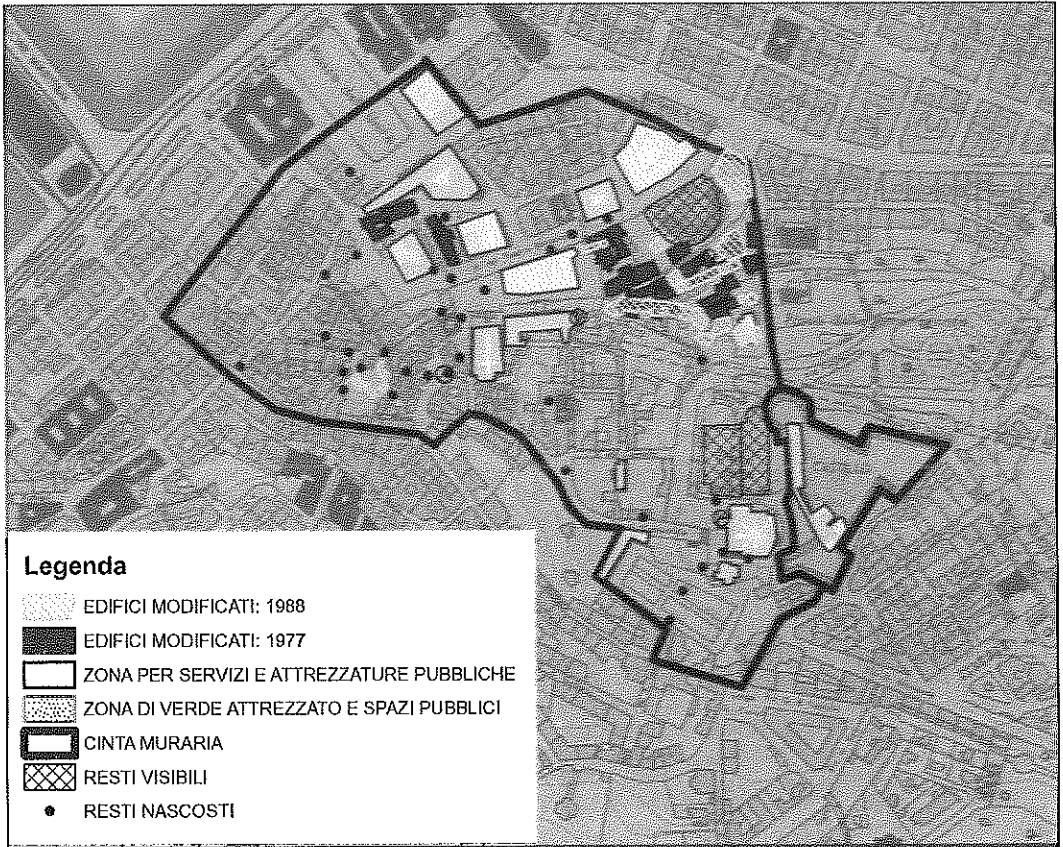 Legenda
EDIFICI MODIFICATI: 1988
EDIFICI MODIFICATI: 1977
ZONA PER SERVIZI E ATTREZZATURE PUBBLICHE
ZONA DI VERDE ATTREZZATO E SPAZI PUBBLICI
CINTA MURARIA
RESTI VISIBILI
RESTI NASCOSTI